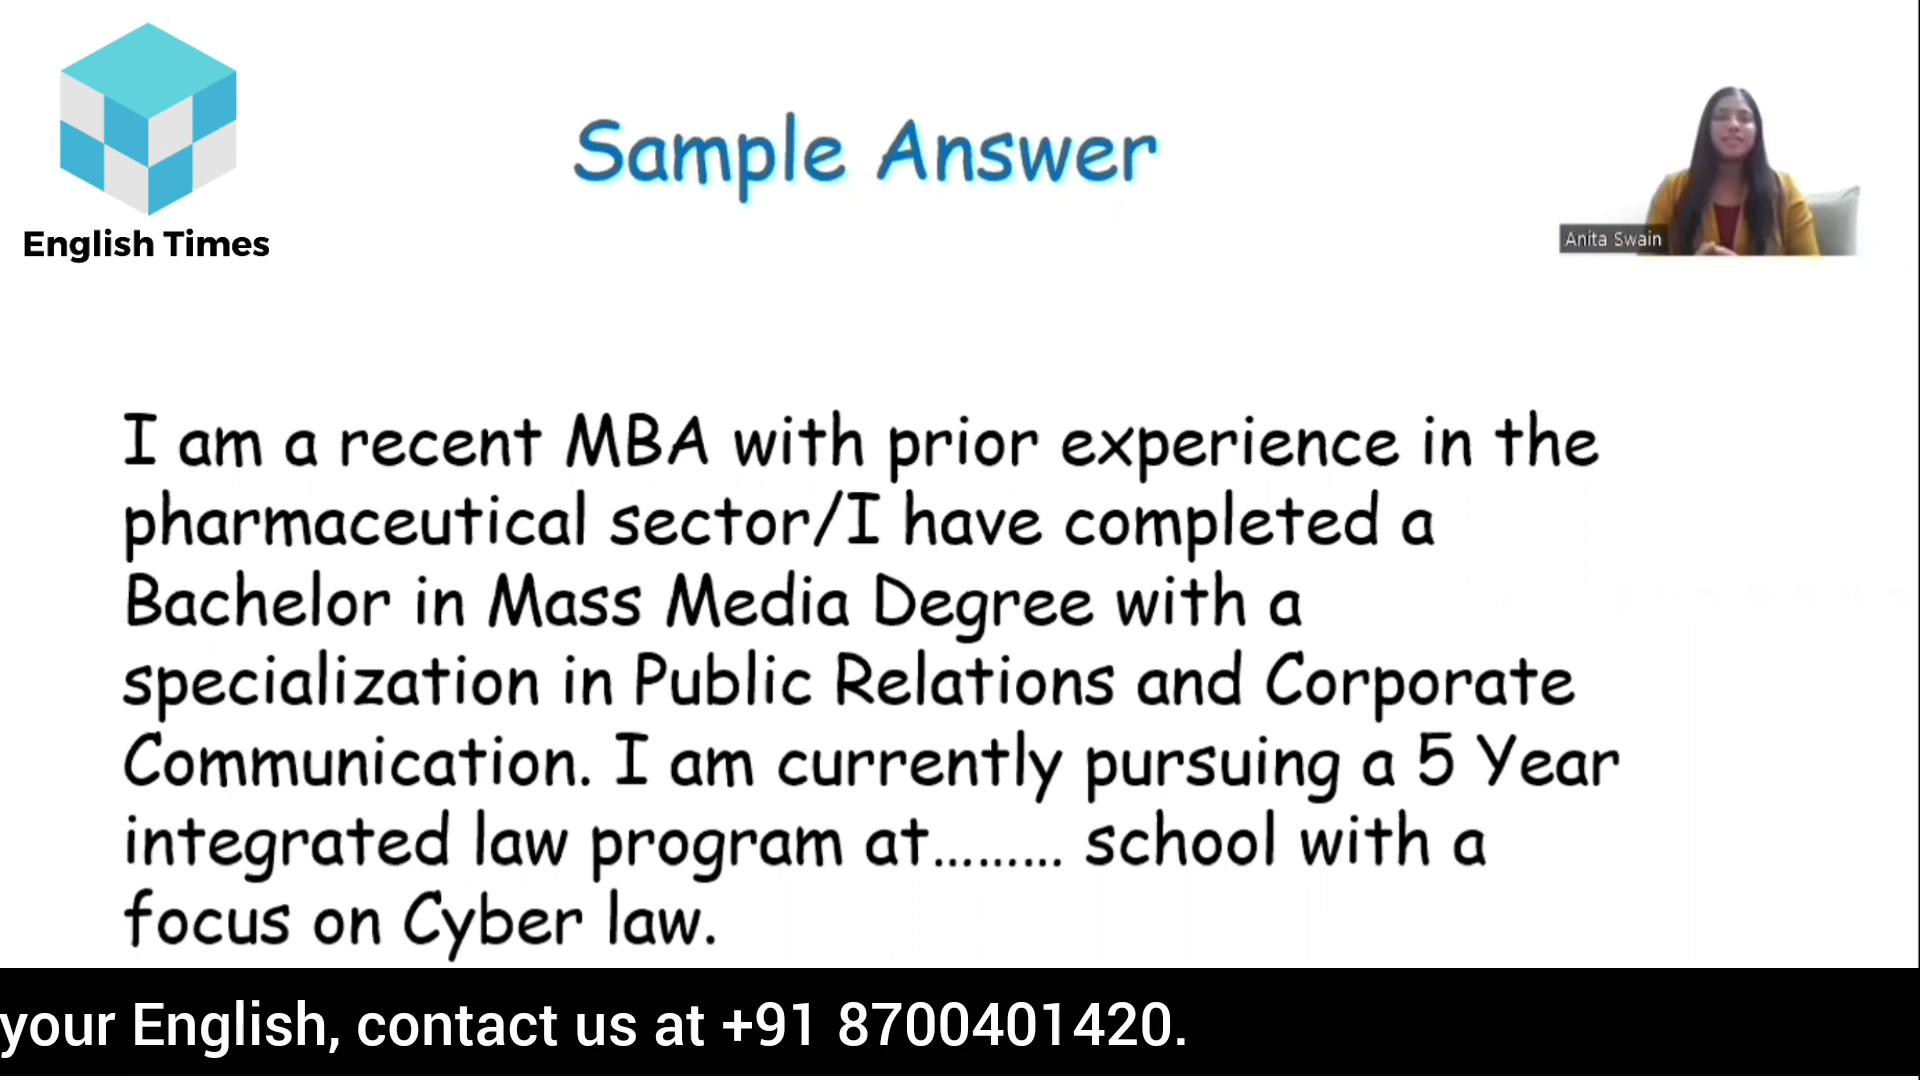 English Times
Sample Answer
Anita Swain
I am a recent MBA with prior experience in the
pharmaceutical sector/I have completed a
Bachelor in Mass Media Degree with a
specialization in Public Relations and Corporate
Communication. I am currently pursuing a 5 Year
integrated law program at......... school with a
focus on Cyber law.
your English, contact us at +91 8700401420.